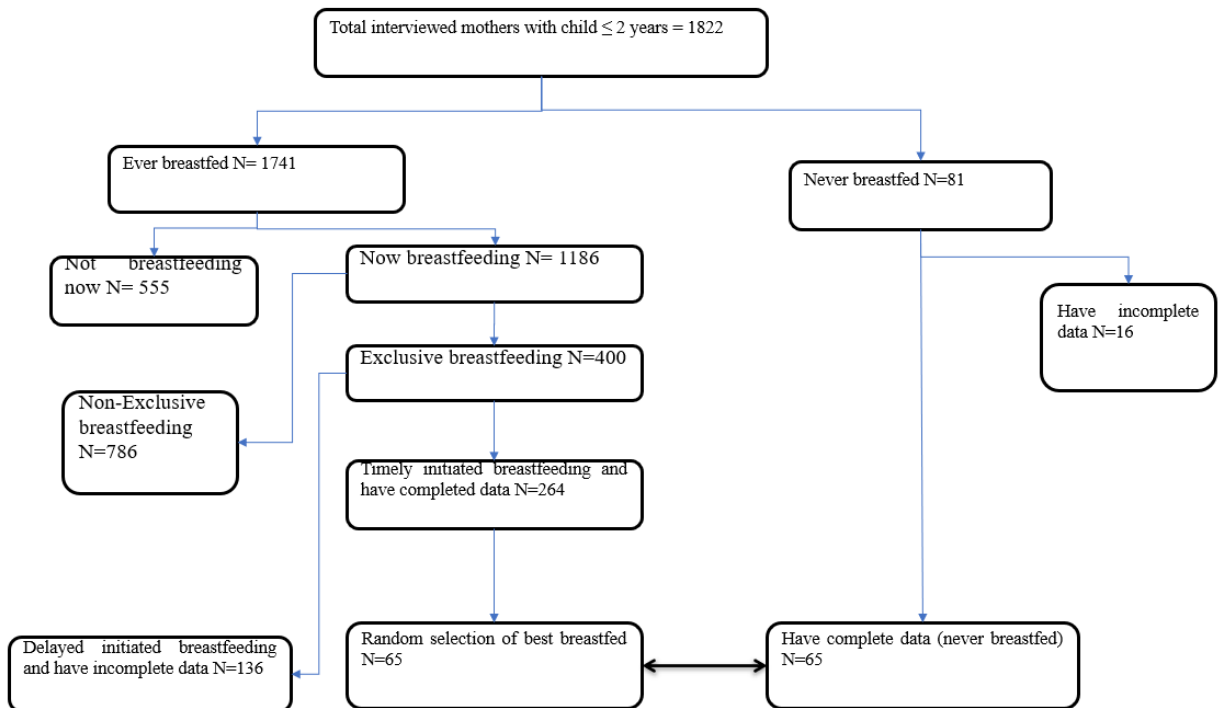 Total interviewed mothers with child ≤ 2 years = 1822
Ever breastfed N= 1741
Never breastfed N=81
Not breastfeeding
now N= 555
Now breastfeeding N= 1186
Have incomplete
data N=16
Exclusive breastfeeding N=400
Non-Exclusive
breastfeeding
N=786
Timely initiated breastfeeding and
have completed data N=264
Delayed initiated breastfeeding
and have incomplete data N=136
Random selection of best breastfed
N=65
Have complete data (never breastfed)
N=65